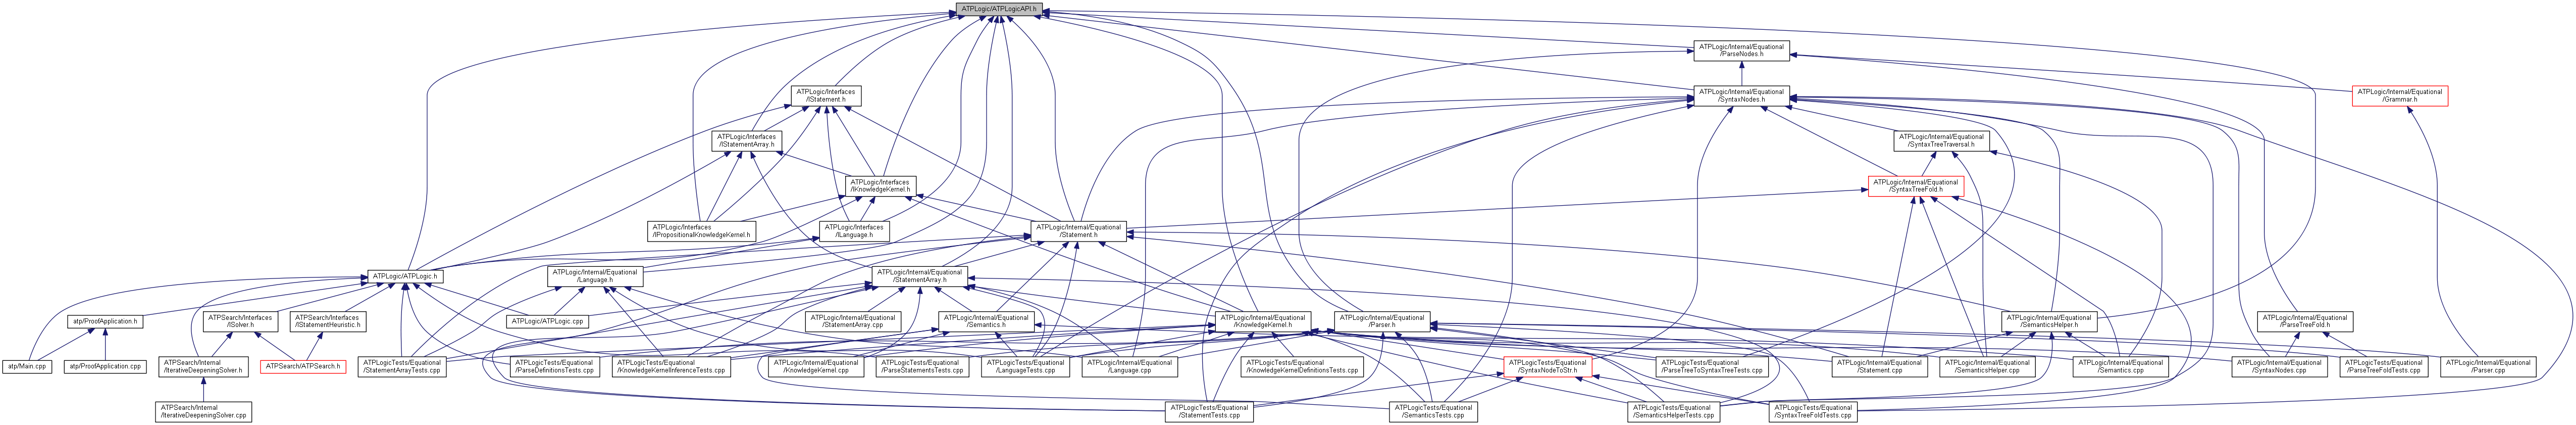 ATPLogic/ATPLogicAPI.h
ATPLogic/Internal/Equational
/ParseNodes.h
ATPLogic/Interfaces
/IStatement.h
ATPLogic/Internal/Equational
/SyntaxNodes.h
ATPLogic/Internal/Equational
/Grammar.h
ATPLogic/Interfaces
/IStatementArray.h
ATPLogic/Internal/Equational
/SyntaxTreeTraversal.h
ATPLogic/Interfaces
/IKnowledgeKernel.h
ATPLogic/Internal/Equational
/SyntaxTreeFold.h
ATPLogic/Interfaces
/IPropositionalKnowledgeKernel.h
ATPLogic/Interfaces
/ILanguage.h
ATPLogic/Internal/Equational
/Statement.h
ATPLogic/ATPLogic.h
ATPLogic/Internal/Equational
/Language.h
ATPLogic/Internal/Equational
/StatementArray.h
atp/ProofApplication.h
ATPSearch/Interfaces
/ISolver.h
ATPSearch/Interfaces
/IStatementHeuristic.h
ATPLogic/ATPLogic.cpp
ATPLogic/Internal/Equational
/StatementArray.cpp
ATPLogic/Internal/Equational
/Semantics.h
ATPLogic/Internal/Equational
/KnowledgeKernel.h
ATPLogic/Internal/Equational
/Parser.h
ATPLogic/Internal/Equational
/SemanticsHelper.h
ATPLogic/Internal/Equational
/ParseTreeFold.h
atp/Main.cpp
atp/ProofApplication.cpp
ATPSearch/Internal
/IterativeDeepeningSolver.h
ATPSearch/ATPSearch.h
ATPLogicTests/Equational
/StatementArrayTests.cpp
ATPLogicTests/Equational
/ParseDefinitionsTests.cpp
ATPLogicTests/Equational
/KnowledgeKernelInferenceTests.cpp
ATPLogic/Internal/Equational
/KnowledgeKernel.cpp
ATPLogicTests/Equational
/ParseStatementsTests.cpp
ATPLogicTests/Equational
/LanguageTests.cpp
ATPLogic/Internal/Equational
/Language.cpp
ATPLogicTests/Equational
/KnowledgeKernelDefinitionsTests.cpp
ATPLogicTests/Equational
/SyntaxNodeToStr.h
ATPLogicTests/Equational
/ParseTreeToSyntaxTreeTests.cpp
ATPLogic/Internal/Equational
/Statement.cpp
ATPLogic/Internal/Equational
/SemanticsHelper.cpp
ATPLogic/Internal/Equational
/Semantics.cpp
ATPLogic/Internal/Equational
/SyntaxNodes.cpp
ATPLogicTests/Equational
/ParseTreeFoldTests.cpp
ATPLogic/Internal/Equational
/Parser.cpp
ATPSearch/Internal
/IterativeDeepeningSolver.cpp
ATPLogicTests/Equational
/StatementTests.cpp
ATPLogicTests/Equational
/SemanticsTests.cpp
ATPLogicTests/Equational
/SemanticsHelperTests.cpp
ATPLogicTests/Equational
/SyntaxTreeFoldTests.cpp